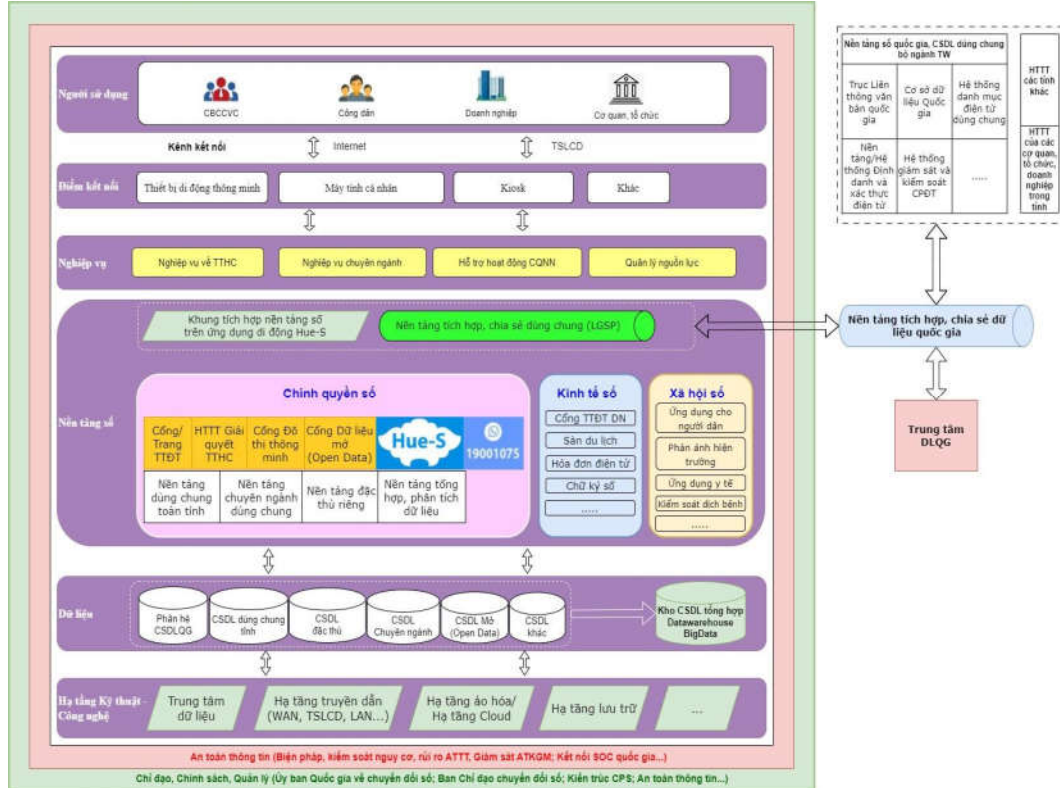 Người sử dụng
CBCCVC
Công dân
Doanh nghiệp
Cơ quan, tổ chức
Kênh kết nối
Internet
TSLCD
Điểm kết nối
Thiết bị di động thông minh
Máy tính cá nhân
Kiosk
Khác
Nghiệp vụ
Nghiệp vụ về TTHC
Nghiệp vụ chuyên ngành
Hỗ trợ hoạt động CQNN
Quản lý nguồn lực
Nền tảng số
Khung tích hợp nền tảng số
trên ứng dụng di động Hue-S
Nền tảng tích hợp, chia sẻ dùng chung (LGSP)
Chính quyền số
Cổng/
Trang
TTĐT
HTTT Giải
quyết
TTHC
Cổng Đô
thị thông
minh
Cổng Dữ liệu
mở
(Open Data)
Hue-S
19001075
Nền tảng
dùng chung
toàn tỉnh
Nền tảng
chuyên ngành
dùng chung
Nền tảng đặc
thù riêng
Nền tảng tổng
hợp, phân tích
dữ liệu
Kinh tế số
Cổng TTĐT DN
Sàn du lịch
Hóa đơn điện tử
Chữ ký số
.....
Xã hội số
Ứng dụng cho
người dân
Phản ánh hiện
trường
Ứng dụng y tế
Kiểm soát dịch bệnh
.....
Dữ liệu
Phân hệ
CSDLQG
CSDL dùng chung
tỉnh
CSDL
đặc thù
CSDL
Chuyên ngành
CSDL Mở
(Open Data)
CSDL
khác
Kho CSDL tổng hợp
Datawarehouse
BigData
Hạ tầng Kỹ thuật -
Công nghệ
Trung tâm
dữ liệu
Hạ tầng truyền dẫn
(WAN, TSLCD, LAN...)
Hạ tầng ảo hóa/
Hạ tầng Cloud
Hạ tầng lưu trữ
...
An toàn thông tin (Biện pháp, kiểm soát nguy cơ, rủi ro ATTT, Giám sát ATKGM; Kết nối SOC quốc gia...)
Chỉ đạo, Chính sách, Quản lý (Ủy ban Quốc gia về chuyển đổi số; Ban Chỉ đạo chuyển đổi số; Kiến trúc CPS; An toàn thông tin...)
Nền tảng số quốc gia, CSDL dùng chung
bộ ngành TW
Trục Liên
thông văn
bản quốc
gia
Cơ sở dữ
liệu Quốc
gia
Hệ thống
danh mục
điện tử
dùng chung
Nền
tảng/Hệ
thống Định
danh và
xác thực
điện tử
Hệ thống
giám sát và
kiểm soát
CPĐT
.....
HTTT
các tỉnh
khác
HTTT
của các
cơ quan,
tổ chức,
doanh
nghiệp
trong
tỉnh
Nền tảng tích hợp, chia sẻ dữ
liệu quốc gia
Trung tâm
DLQG